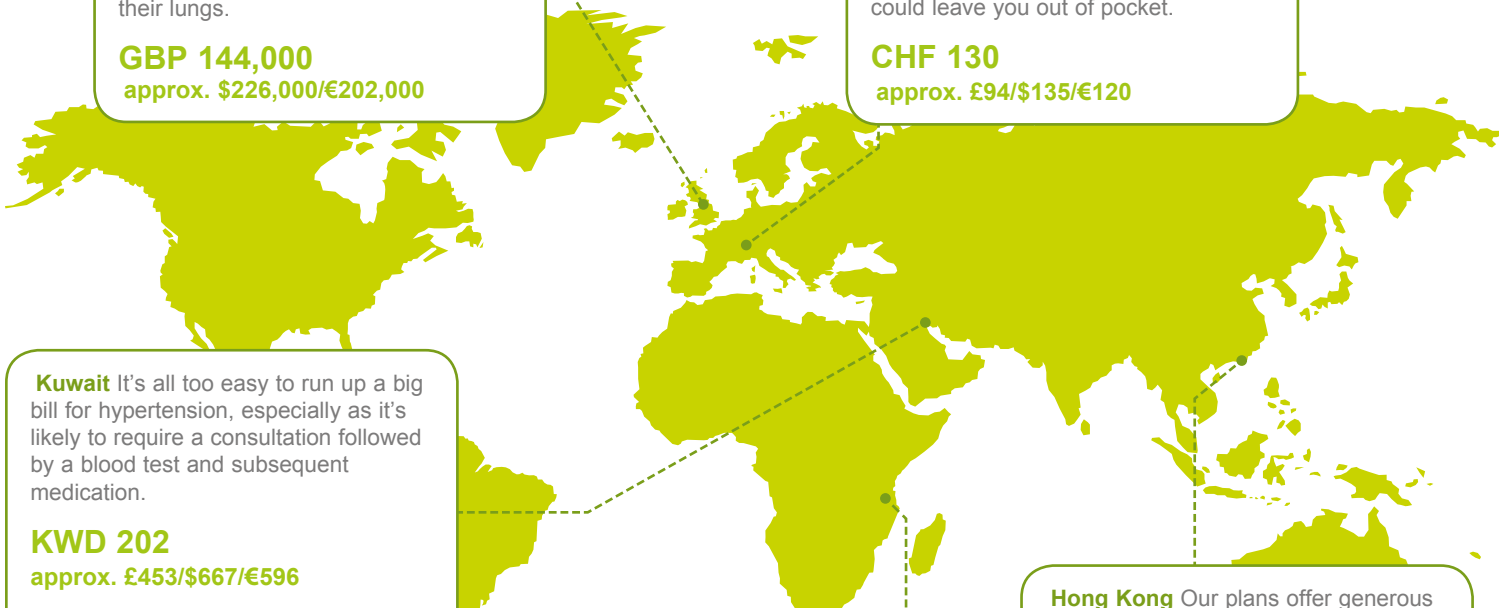 their lungs.
GBP 144,000
approx. $226,000/€202,000
could leave you out of pocket.
CHF 130
approx. £94/$135/€120
Kuwait It's all too easy to run up a big
bill for hypertension, especially as it's
likely to require a consultation followed
by a blood test and subsequent
medication.
KWD 202
approx. £453/$667/€596
Hong Kong Our plans offer generous